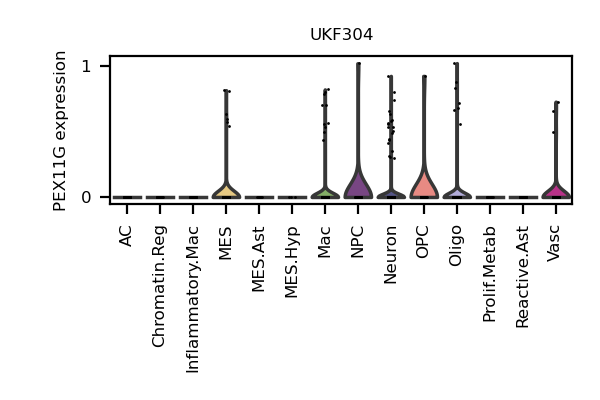 UKF304
PEX11G expression
1
0
AC
Chromatin.Reg
Inflammatory.Mac
MES
MES.Ast
MES.Hyp
Mac
NPC
Neuron
OPC
Oligo
Prolif.Metab
Reactive.Ast
Vasc